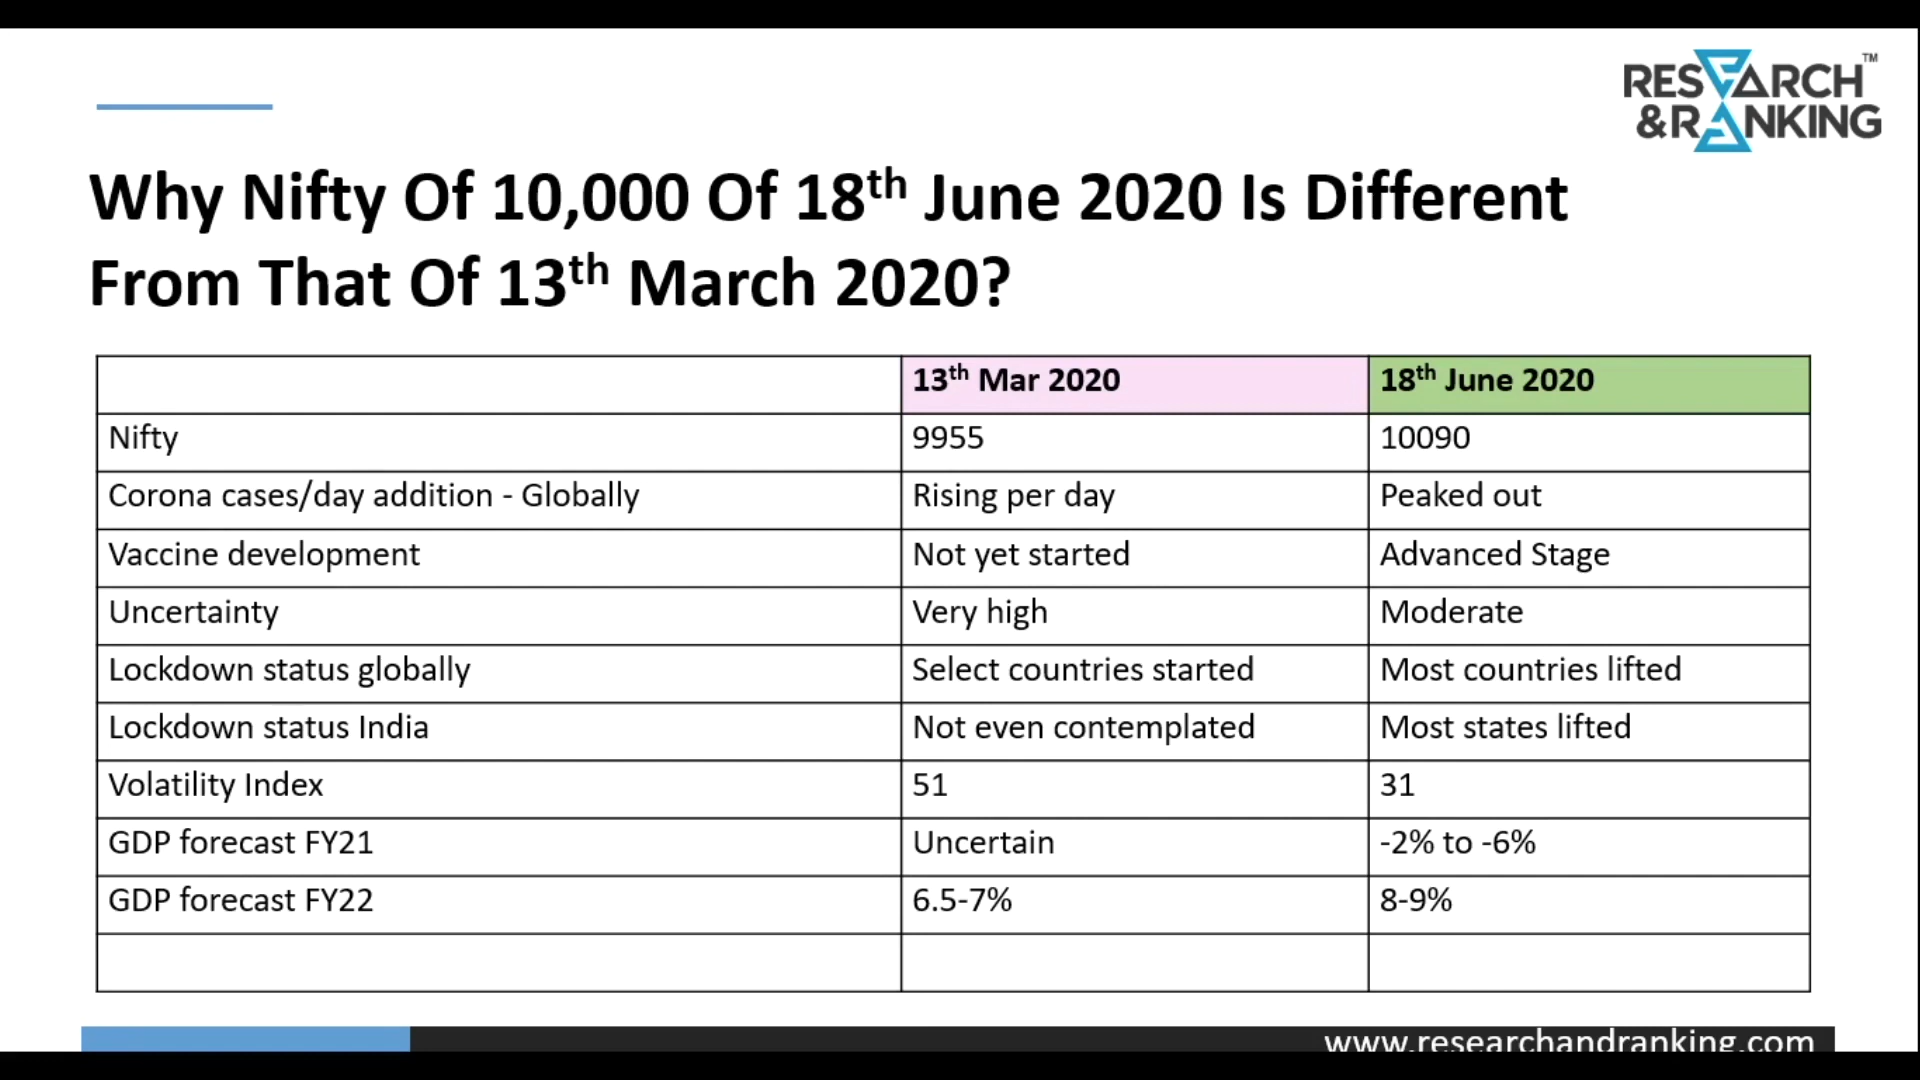 RESEARCH™
&RANKING
Why Nifty Of 10,000 Of 18th June 2020 Is Different
From That Of 13th March 2020?
13th Mar 2020 18th June 2020
Nifty 9955 10090
Corona cases/day addition - Globally Rising per day Peaked out
Vaccine development Not yet started Advanced Stage
Uncertainty Very high Moderate
Lockdown status globally Select countries started Most countries lifted
Lockdown status India Not even contemplated Most states lifted
Volatility Index 51 31
GDP forecast FY21 Uncertain -2% to -6%
GDP forecast FY22 6.5-7% 8-9%
www.researchandranking.com